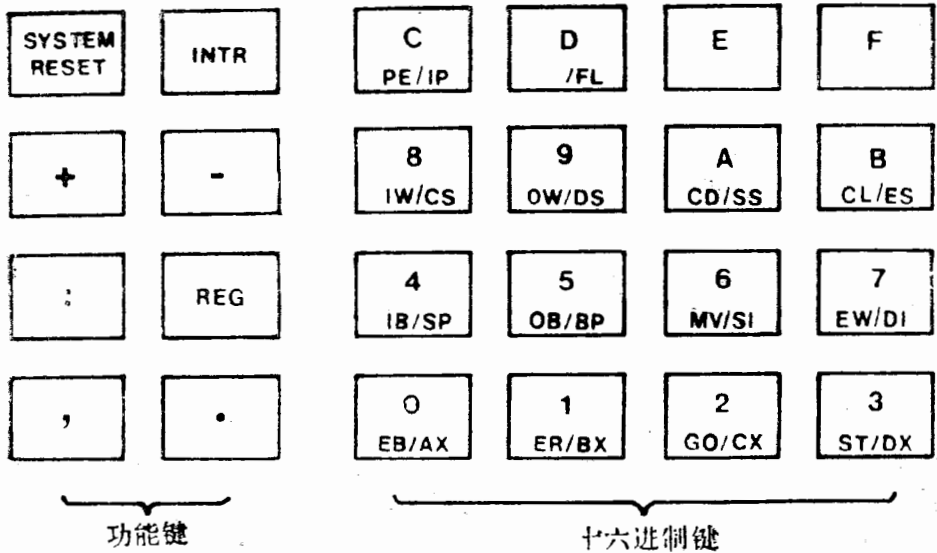 SYSTEM INTR C D E F
RESET PE/IP /FL
+ - 8 9 A B
IW/CS OW/DS CD/SS CL/ES
: REG 4 5 6 7
IB/SP OB/BP MV/SI EW/DI
, . 0 1 2 3
EB/AX ER/BX GO/CX ST/DX
功能键 十六进制键